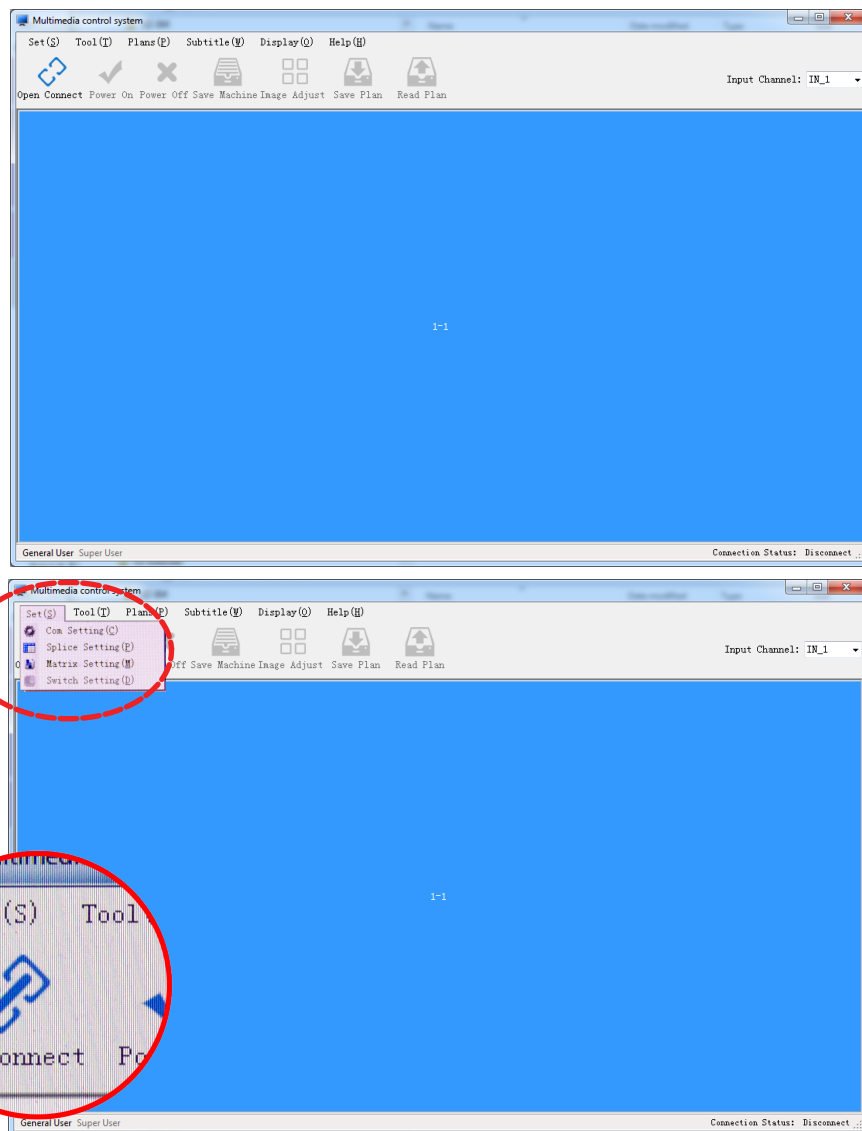 Multimedia control system
Set(S) Tool(T) Plans(P) Subtitle(W) Display(O) Help(H)
Open Connect Power On Power Off Save Machine Image Adjust Save Plan Read Plan
Input Channel: IN_1
1-1
General User Super User
Connection Status: Disconnect
Multimedia control system
Set(S) Tool(T) Plans(P) Subtitle(W) Display(O) Help(H)
Com Setting(C)
Splice Setting(P)
Matrix Setting(M)
Switch Setting(D)
Off Save Machine Image Adjust Save Plan Read Plan
Input Channel: IN_1
1-1
(S) Tool
onnect Po
General User Super User
Connection Status: Disconnect